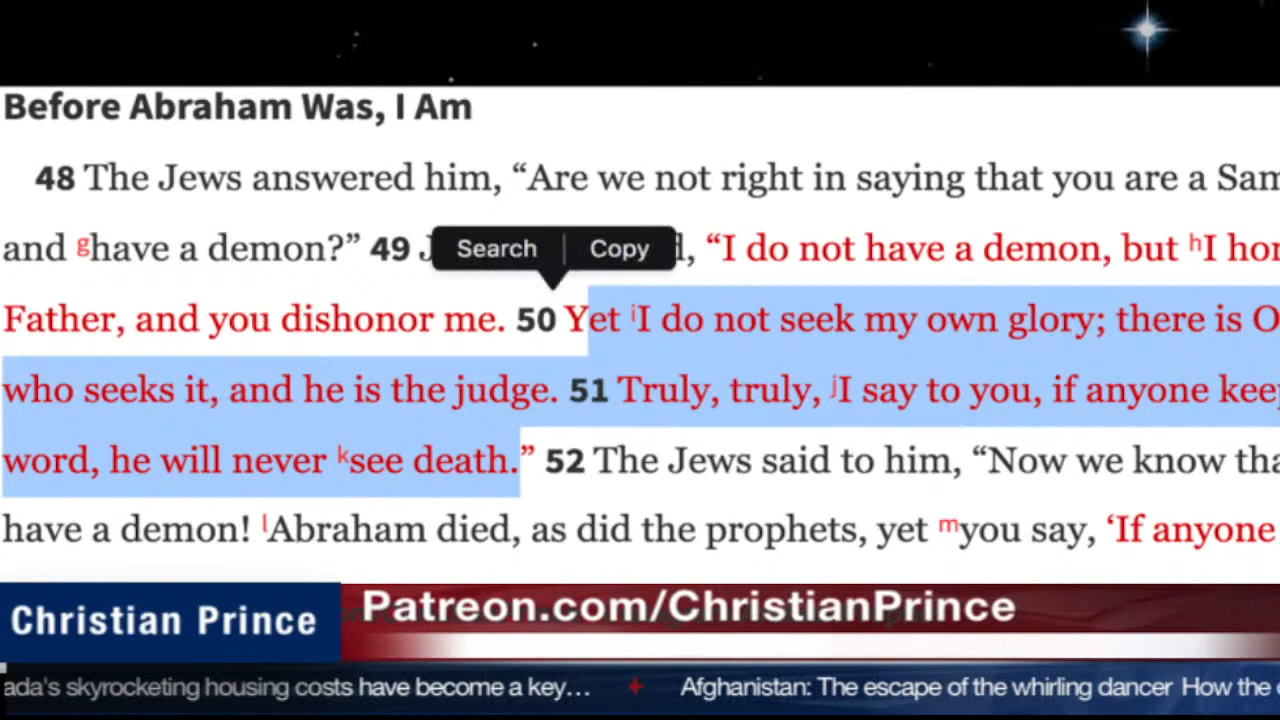 Before Abraham Was, I Am
48 The Jews answered him, “Are we not right in saying that you are a Sam
and ghave a demon?” 49 J d, “I do not have a demon, but hI hon
Search Copy
Father, and you dishonor me. 50 Yet iI do not seek my own glory; there is O
who seeks it, and he is the judge. 51 Truly, truly, jI say to you, if anyone keep
word, he will never ksee death.” 52 The Jews said to him, “Now we know tha
have a demon! lAbraham died, as did the prophets, yet myou say, ‘If anyone
Christian Prince
Patreon.com/ChristianPrince
ada's skyrocketing housing costs have become a key... Afghanistan: The escape of the whirling dancer How the